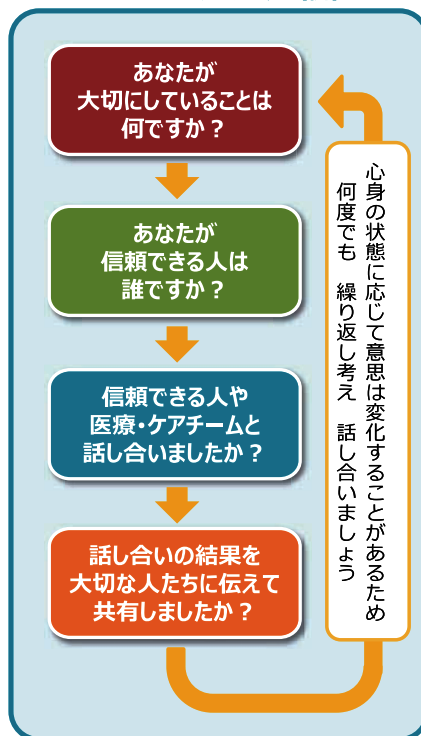 あなたが
大切にしていることは
何ですか？
あなたが
信頼できる人は
誰ですか？
信頼できる人や
医療・ケアチームと
話し合いましたか？
話し合いの結果を
大切な人たちに伝えて
共有しましたか？
心身の状態に応じて意思は変化することがあるため
何度でも　繰り返し考え　話し合いましょう